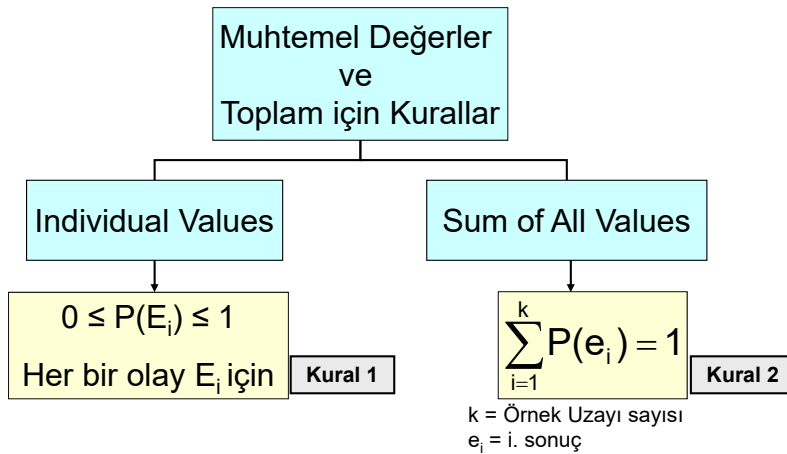 Muhtemel Değerler
ve
Toplam için Kurallar
Individual Values
Sum of All Values
0 ≤ P(Eᵢ) ≤ 1
Her bir olay Eᵢ için
Kural 1
k
∑ P(eᵢ) = 1
i=1
Kural 2
k = Örnek Uzayı sayısı
eᵢ = i. sonuç